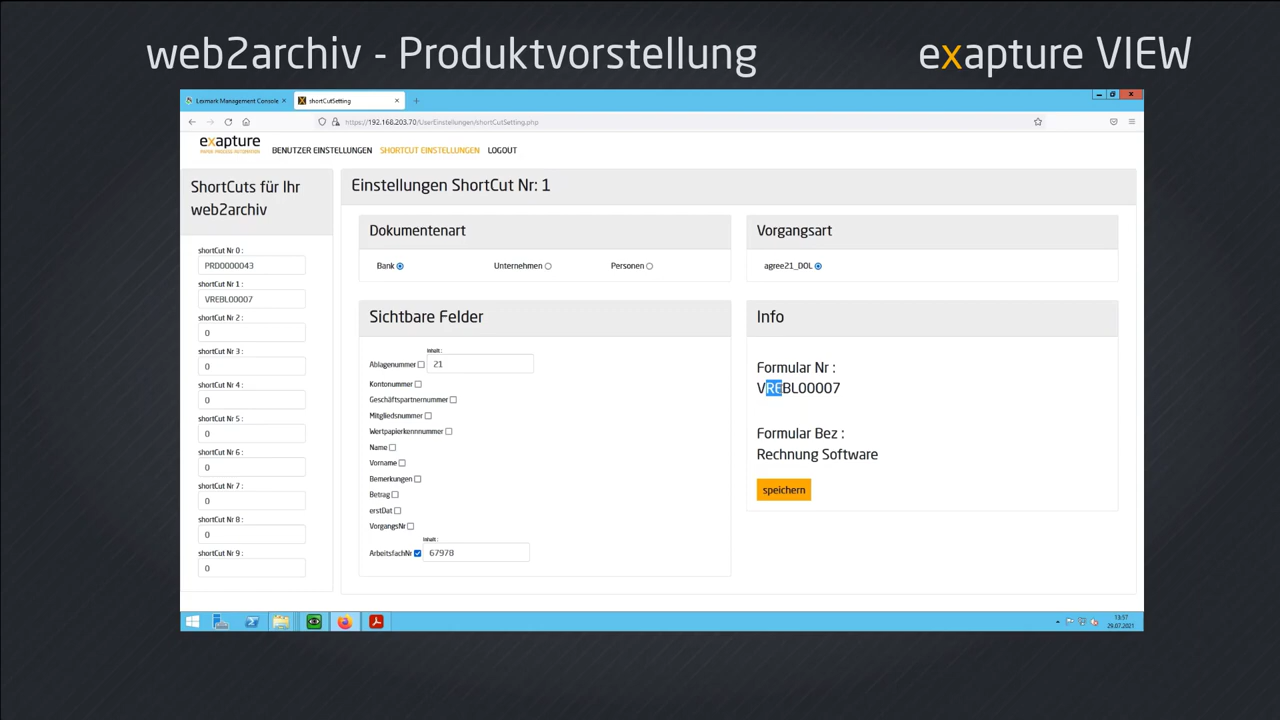 web2archiv - Produktvorstellung
exapture VIEW
Lexmark Management Console
shortCutSetting
https://192.168.203.70/UserEinstellungen/shortCutSetting.php
exapture
PAPER PROCESS AUTOMATION
BENUTZER EINSTELLUNGEN
SHORTCUT EINSTELLUNGEN
LOGOUT
ShortCuts für Ihr
web2archiv
shortCut Nr 0 :
PRD0000043
shortCut Nr 1 :
VREBL00007
shortCut Nr 2 :
0
shortCut Nr 3 :
0
shortCut Nr 4 :
0
shortCut Nr 5 :
0
shortCut Nr 6 :
0
shortCut Nr 7 :
0
shortCut Nr 8 :
0
shortCut Nr 9 :
0
Einstellungen ShortCut Nr: 1
Dokumentenart
Bank
Unternehmen
Personen
Vorgangsart
agree21_DOL
Sichtbare Felder
Inhalt :
Ablagenummer
21
Kontonummer
Geschäftspartnernummer
Mitgliedsnummer
Wertpapierkennnummer
Name
Vorname
Bemerkungen
Betrag
erstDat
VorgangsNr
Inhalt :
ArbeitsfachNr
67978
Info
Formular Nr :
VREBL00007
Formular Bez :
Rechnung Software
speichern
13:57
29.07.2021